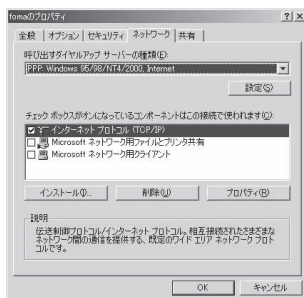 fomaのプロパティ
全般 オプション セキュリティ ネットワーク 共有
呼び出すダイヤルアップ サーバーの種類(E):
PPP: Windows 95/98/NT4/2000, Internet
設定(S)
チェック ボックスがオンになっているコンポーネントはこの接続で使われます(O):
インターネット プロトコル (TCP/IP)
Microsoft ネットワーク用ファイルとプリンタ共有
Microsoft ネットワーク用クライアント
インストール(I)... 削除(U) プロパティ(R)
説明
伝送制御プロトコル/インターネット プロトコル。相互接続されたさまざまな
ネットワーク間の通信を提供する、既定のワイド エリア ネットワーク プロト
コルです。
OK キャンセル